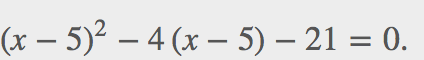 (x − 5)² − 4 (x − 5) − 21 = 0.